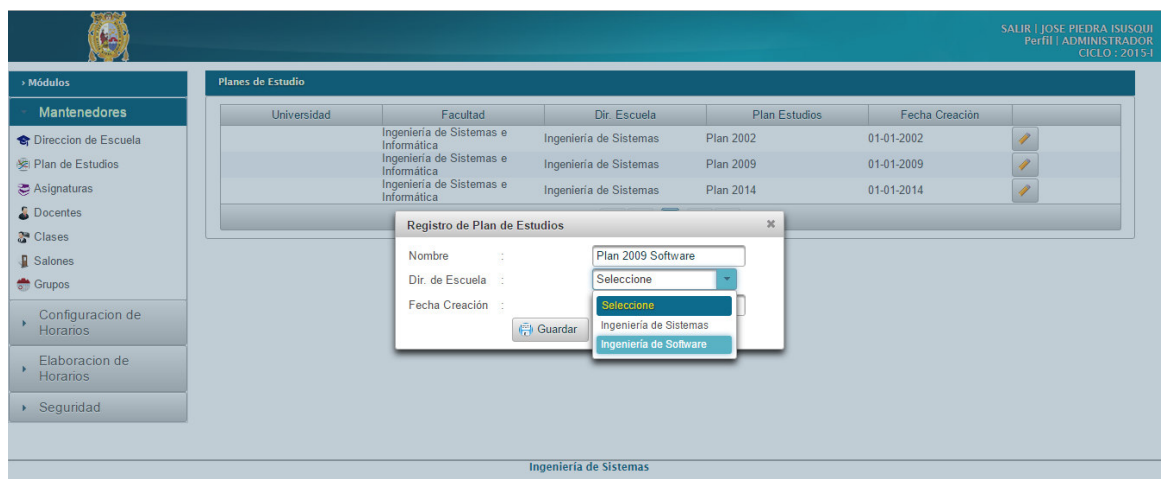 SALIR | JOSE PIEDRA ISUSQUI
Perfil | ADMINISTRADOR
CICLO : 2015-I
Módulos
Mantenedores
Direccion de Escuela
Plan de Estudios
Asignaturas
Docentes
Clases
Salones
Grupos
Configuracion de
Horarios
Elaboracion de
Horarios
Seguridad
Planes de Estudio
Universidad Facultad Dir. Escuela Plan Estudios Fecha Creación
Ingeniería de Sistemas e
Informática Ingeniería de Sistemas Plan 2002 01-01-2002
Ingeniería de Sistemas e
Informática Ingeniería de Sistemas Plan 2009 01-01-2009
Ingeniería de Sistemas e
Informática Ingeniería de Sistemas Plan 2014 01-01-2014
Registro de Plan de Estudios
Nombre : Plan 2009 Software
Dir. de Escuela : Seleccione
Fecha Creación :
Seleccione
Ingeniería de Sistemas
Ingeniería de Software
Guardar
Ingeniería de Sistemas